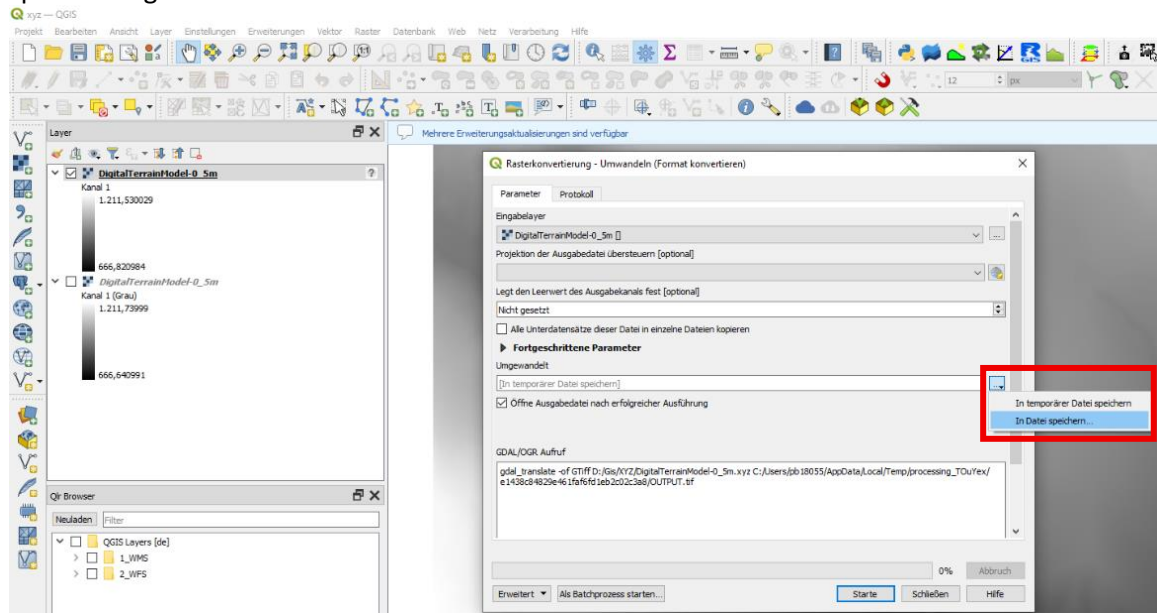 xyz — QGIS
Projekt Bearbeiten Ansicht Layer Einstellungen Erweiterungen Vektor Raster Datenbank Web Netz Verarbeitung Hilfe
12 px
Layer
Mehrere Erweiterungsaktualisierungen sind verfügbar
DigitalTerrainModel-0_5m
?
Kanal 1
1.211,530029
666,820984
DigitalTerrainModel-0_5m
Kanal 1 (Grau)
1.211,73999
666,640991
Qlr Browser
Neuladen Filter
QGIS Layers [de]
1_WMS
2_WFS
Rasterkonvertierung - Umwandeln (Format konvertieren)
Parameter Protokoll
Eingabelayer
DigitalTerrainModel-0_5m []
...
Projektion der Ausgabedatei übersteuern [optional]
Legt den Leerwert des Ausgabekanals fest [optional]
Nicht gesetzt
Alle Unterdatensätze dieser Datei in einzelne Dateien kopieren
Fortgeschrittene Parameter
Umgewandelt
[In temporärer Datei speichern]
...
In temporärer Datei speichern
In Datei speichern...
Öffne Ausgabedatei nach erfolgreicher Ausführung
GDAL/OGR Aufruf
gdal_translate -of GTiff D:/Gis/XYZ/DigitalTerrainModel-0_5m.xyz C:/Users/pb18055/AppData/Local/Temp/processing_TOuYex/
e1438c84829e461faf6fd1eb2c02c3a8/OUTPUT.tif
0% Abbruch
Erweitert Als Batchprozess starten... Starte Schließen Hilfe